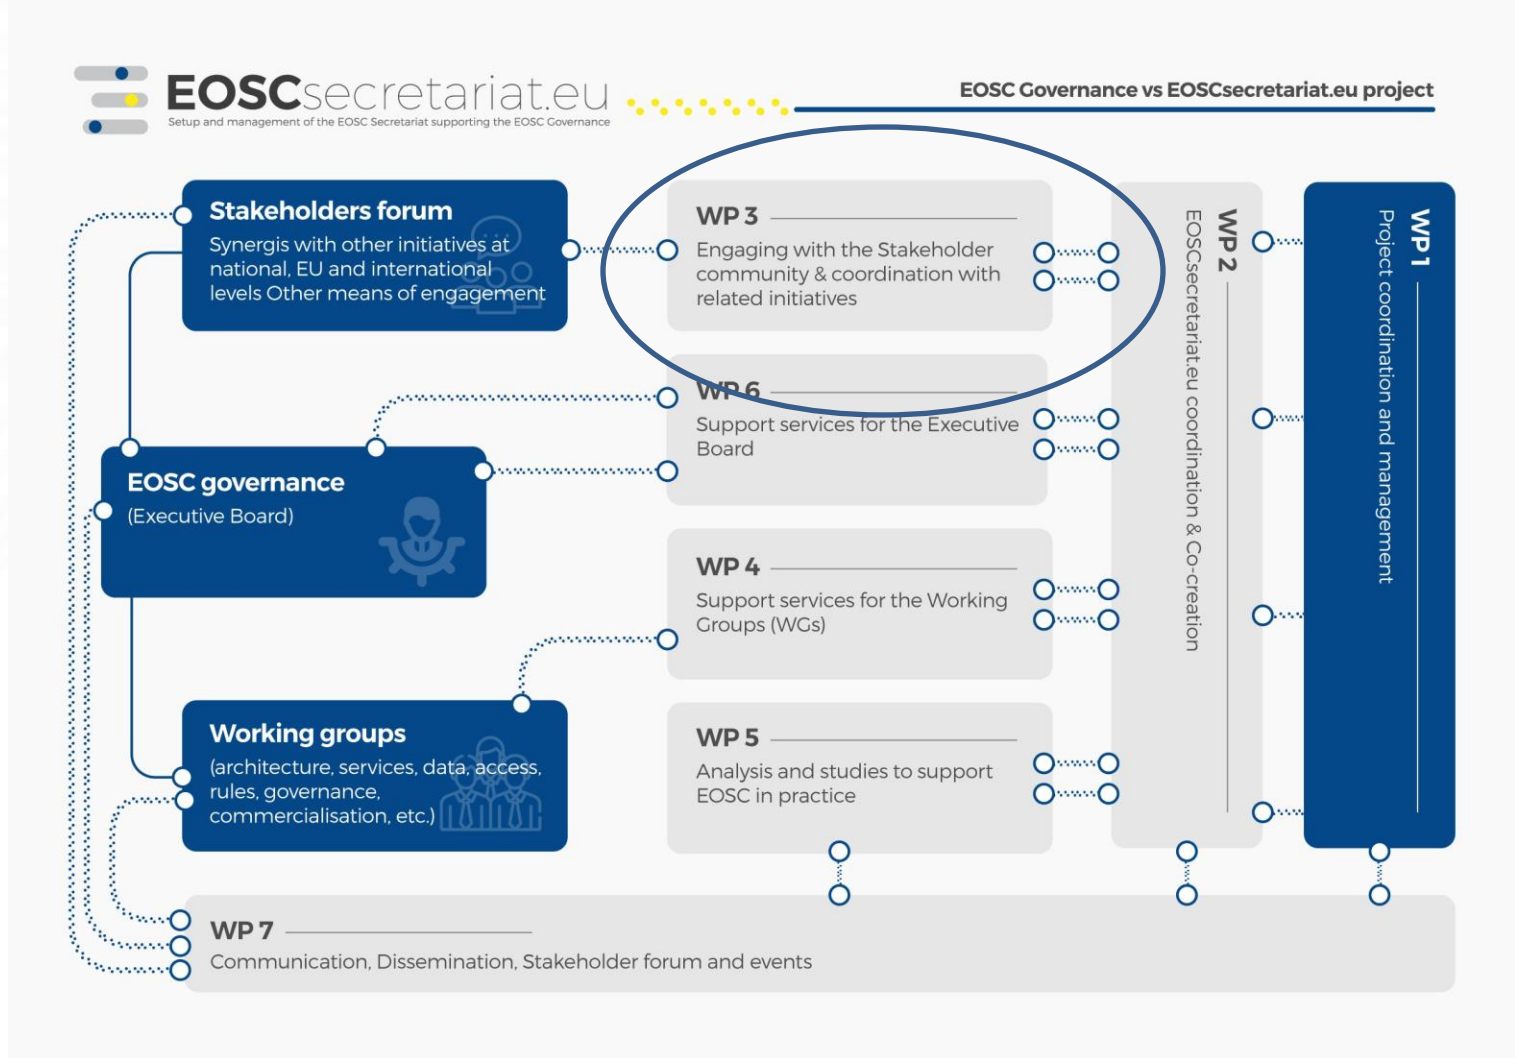 EOSCsecretariat.eu
Setup and management of the EOSC Secretariat supporting the EOSC Governance
EOSC Governance vs EOSCsecretariat.eu project
Stakeholders forum
Synergis with other initiatives at
national, EU and international
levels Other means of engagement
WP 3
Engaging with the Stakeholder
community & coordination with
related initiatives
WP 6
Support services for the Executive
Board
EOSC governance
(Executive Board)
WP 4
Support services for the Working
Groups (WGs)
Working groups
(architecture, services, data, access,
rules, governance,
commercialisation, etc.)
WP 5
Analysis and studies to support
EOSC in practice
WP 2
EOSCsecretariat.eu coordination & Co-creation
WP 1
Project coordination and management
WP 7
Communication, Dissemination, Stakeholder forum and events